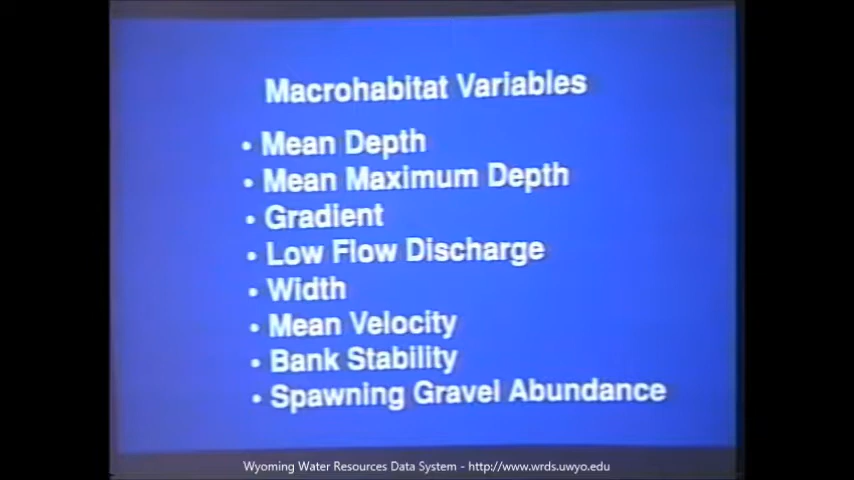 Macrohabitat Variables
• Mean Depth
• Mean Maximum Depth
• Gradient
• Low Flow Discharge
• Width
• Mean Velocity
• Bank Stability
• Spawning Gravel Abundance
Wyoming Water Resources Data System - http://www.wrds.uwyo.edu